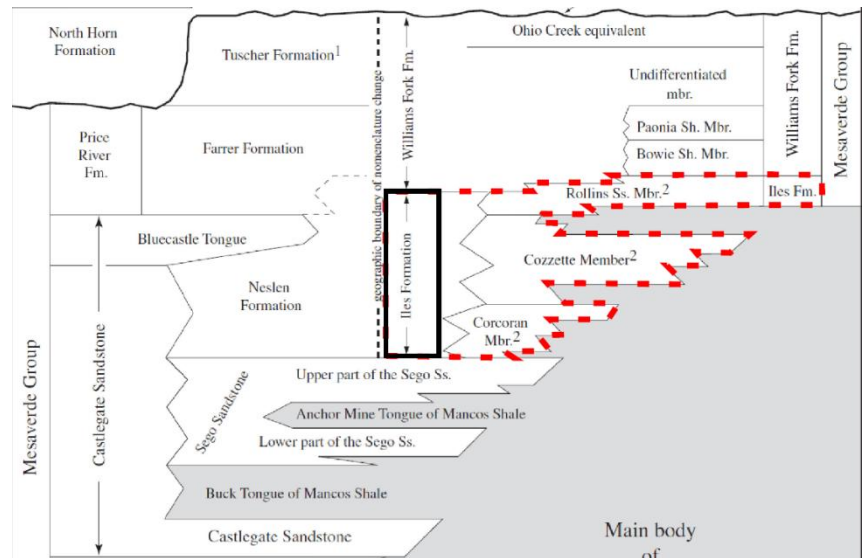 North Horn
Formation
Tuscher Formation1
Ohio Creek equivalent
Williams Fork Fm.
Undifferentiated
mbr.
Williams Fork Fm.
Mesaverde Group
Price
River
Fm.
Farrer Formation
Paonia Sh. Mbr.
Bowie Sh. Mbr.
geographic boundary of nomenclature change
Rollins Ss. Mbr.2
Iles Fm.
Bluecastle Tongue
Cozzette Member2
Neslen
Formation
Iles Formation
Corcoran
Mbr.2
Mesaverde Group
Castlegate Sandstone
Sego Sandstone
Upper part of the Sego Ss.
Anchor Mine Tongue of Mancos Shale
Lower part of the Sego Ss.
Buck Tongue of Mancos Shale
Castlegate Sandstone
Main body
of